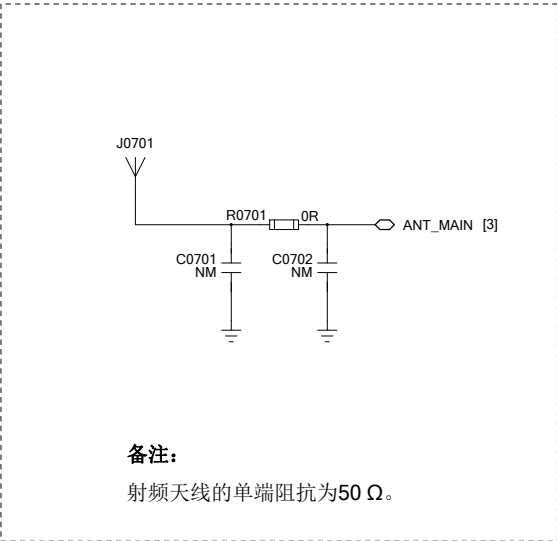 J0701
R0701 0R
ANT_MAIN [3]
C0701
NM
C0702
NM
备注：
射频天线的单端阻抗为50 Ω。